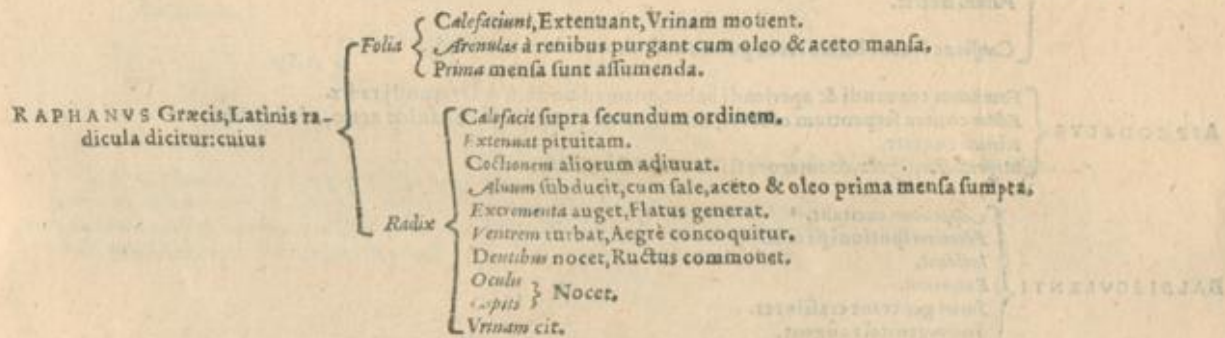 RAPHANVS Græcis,Latinis ra-
dicula dicitur:cuius
Folia
Calefaciunt,Extenuant,Vrinam mouent.
Arenulas à renibus purgant cum oleo & aceto mansa.
Prima mensa sunt assumenda.
Radix
Calefacit supra secundum ordinem.
Extenuat pituitam.
Coctionem aliorum adiuuat.
Aluum subducit,cum sale,aceto & oleo prima mensa sumpta.
Excrementa auget,Flatus generat.
Ventrem turbat,Aegrè concoquitur.
Dentibus nocet,Ructus commouet.
Oculis
Capiti
Nocet.
Vrinam cit.